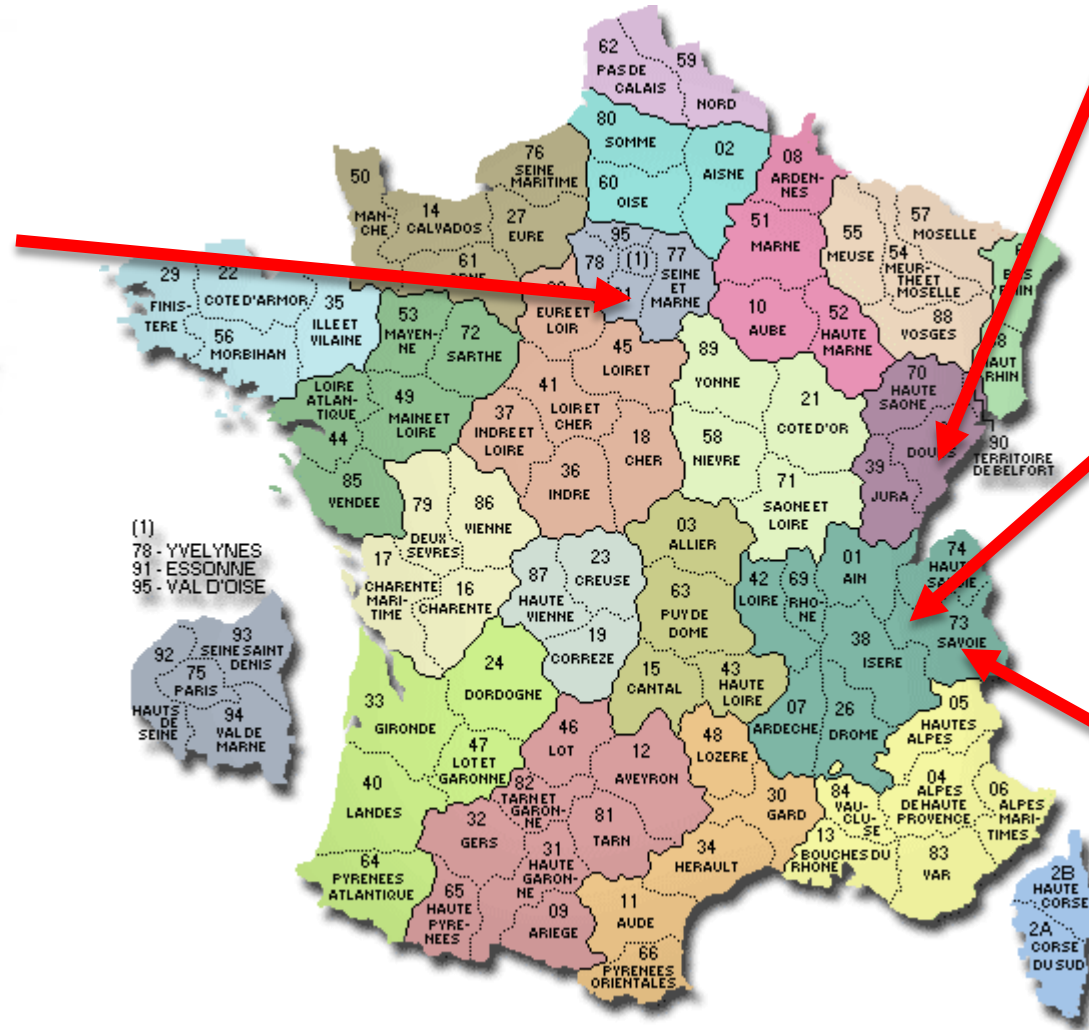 62
PAS DE
CALAIS
59
NORD
80
SOMME
02
AISNE
60
OISE
76
SEINE
MARITIME
27
EURE
50
MAN-
CHE
14
CALVADOS
61
08
ARDEN-
NES
51
MARNE
10
AUBE
52
HAUTE
MARNE
55
MEUSE
57
MOSELLE
54
MEUR-
THE ET
MOSELLE
88
VOSGES
95
78
(1)
77
SEINE
ET
MARNE
29
FINIS-
TERE
22
COTE D'ARMOR
35
ILLE ET
VILAINE
56
MORBIHAN
53
MAYEN-
NE
72
SARTHE
LOIRE
ATLAN-
TIQUE
44
49
MAINE ET
LOIRE
85
VENDEE
EURE ET
LOIR
45
LOIRET
41
LOIR ET
CHER
37
INDRE ET
LOIRE
18
CHER
36
INDRE
89
YONNE
21
COTE D'OR
58
NIEVRE
71
SAONE ET
LOIRE
70
HAUTE
SAONE
39
JURA
90
TERRITOIRE
DE BELFORT
79
DEUX
SEVRES
86
VIENNE
17
CHARENTE
MARI-
TIME
16
CHARENTE
87
HAUTE
VIENNE
23
CREUSE
19
CORREZE
03
ALLIER
63
PUY DE
DOME
15
CANTAL
43
HAUTE
LOIRE
42
LOIRE
69
RHO-
NE
01
AIN
74
73
SAVOIE
38
ISERE
07
ARDECHE
26
DROME
(1)
78 - YVELYNES
91 - ESSONNE
95 - VAL D'OISE
93
SEINE SAINT
DENIS
92
HAUTS
DE
SEINE
75
PARIS
94
VAL DE
MARNE
24
DORDOGNE
33
GIRONDE
47
LOT ET
GARONNE
40
LANDES
64
PYRENEES
ATLANTIQUE
46
LOT
12
AVEYRON
82
TARN ET
GARON-
NE
81
TARN
32
GERS
31
HAUTE
GARON-
NE
65
HAUTE
PYRE-
NEES
09
ARIEGE
48
LOZERE
30
GARD
34
HERAULT
11
AUDE
66
PYRENEES
ORIENTALES
05
HAUTES
ALPES
04
ALPES
DE HAUTE
PROVENCE
06
ALPES
MARI-
TIMES
84
VAU-
CLU-
SE
13
BOUCHES DU
RHONE
83
VAR
2B
HAUTE
CORSE
2A
CORSE
DU SUD